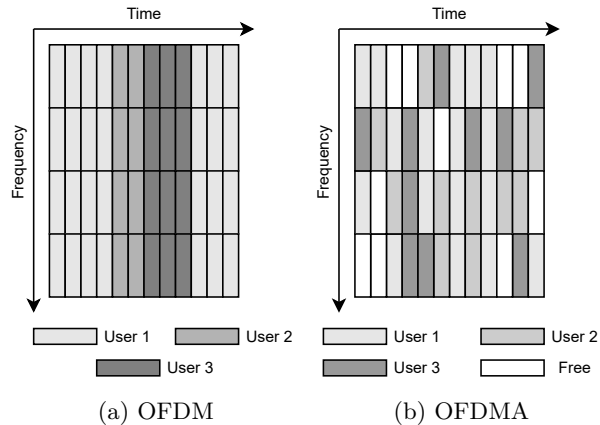 Time
Frequency
User 1
User 2
User 3
(a) OFDM
Time
Frequency
User 1
User 2
User 3
Free
(b) OFDMA